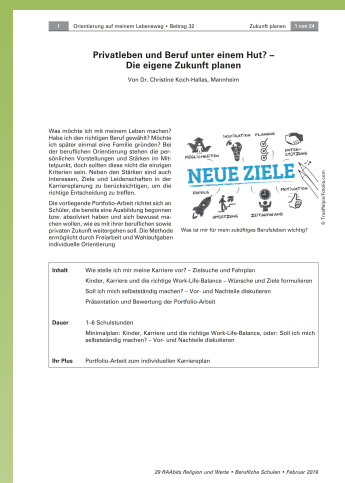 I Orientierung auf meinem Lebensweg • Beitrag 32 Zukunft planen 1 von 24
Privatleben und Beruf unter einem Hut? –
Die eigene Zukunft planen
Von Dr. Christine Koch-Hallas, Mannheim
Was möchte ich mit meinem Leben machen?
Habe ich den richtigen Beruf gewählt? Möchte
ich später einmal eine Familie gründen? Bei
der beruflichen Orientierung stehen die per-
sönlichen Vorstellungen und Stärken im Mit-
telpunkt, doch sollten diese nicht die einzigen
Kriterien sein. Neben den Stärken sind auch
Interessen, Ziele und Leidenschaften in der
Karriereplanung zu berücksichtigen, um die
richtige Entscheidung zu treffen.
Die vorliegende Portfolio-Arbeit richtet sich an
Schüler, die bereits eine Ausbildung begonnen
bzw. absolviert haben und sich bewusst ma-
chen wollen, wie es mit ihrer beruflichen sowie
privaten Zukunft weitergehen soll. Die Methode
ermöglicht durch Freiarbeit und Wahlaufgaben
individuelle Orientierung
INSPIRATION PLANUNG
MÖGLICHKEITEN
UNTER-
STÜTZUNG
NEUE ZIELE
ERFOLG
UMSETZUNG
ZEITAUFWAND
MOTIVATION
Was ist mir für mein zukünftiges Berufsleben wichtig?
Inhalt Wie stelle ich mir meine Karriere vor? – Zielsuche und Fahrplan
Kinder, Karriere und die richtige Work-Life-Balance – Wünsche und Ziele formulieren
Soll ich mich selbstständig machen? – Vor- und Nachteile diskutieren
Präsentation und Bewertung der Portfolio-Arbeit
Dauer 1–6 Schulstunden
Minimalplan: Kinder, Karriere und die richtige Work-Life-Balance, oder: Soll ich mich
selbstständig machen? – Vor- und Nachteile diskutieren
Ihr Plus Portfolio-Arbeit zum individuellen Karriereplan
29 RAAbits Religion und Werte • Berufliche Schulen • Februar 2019